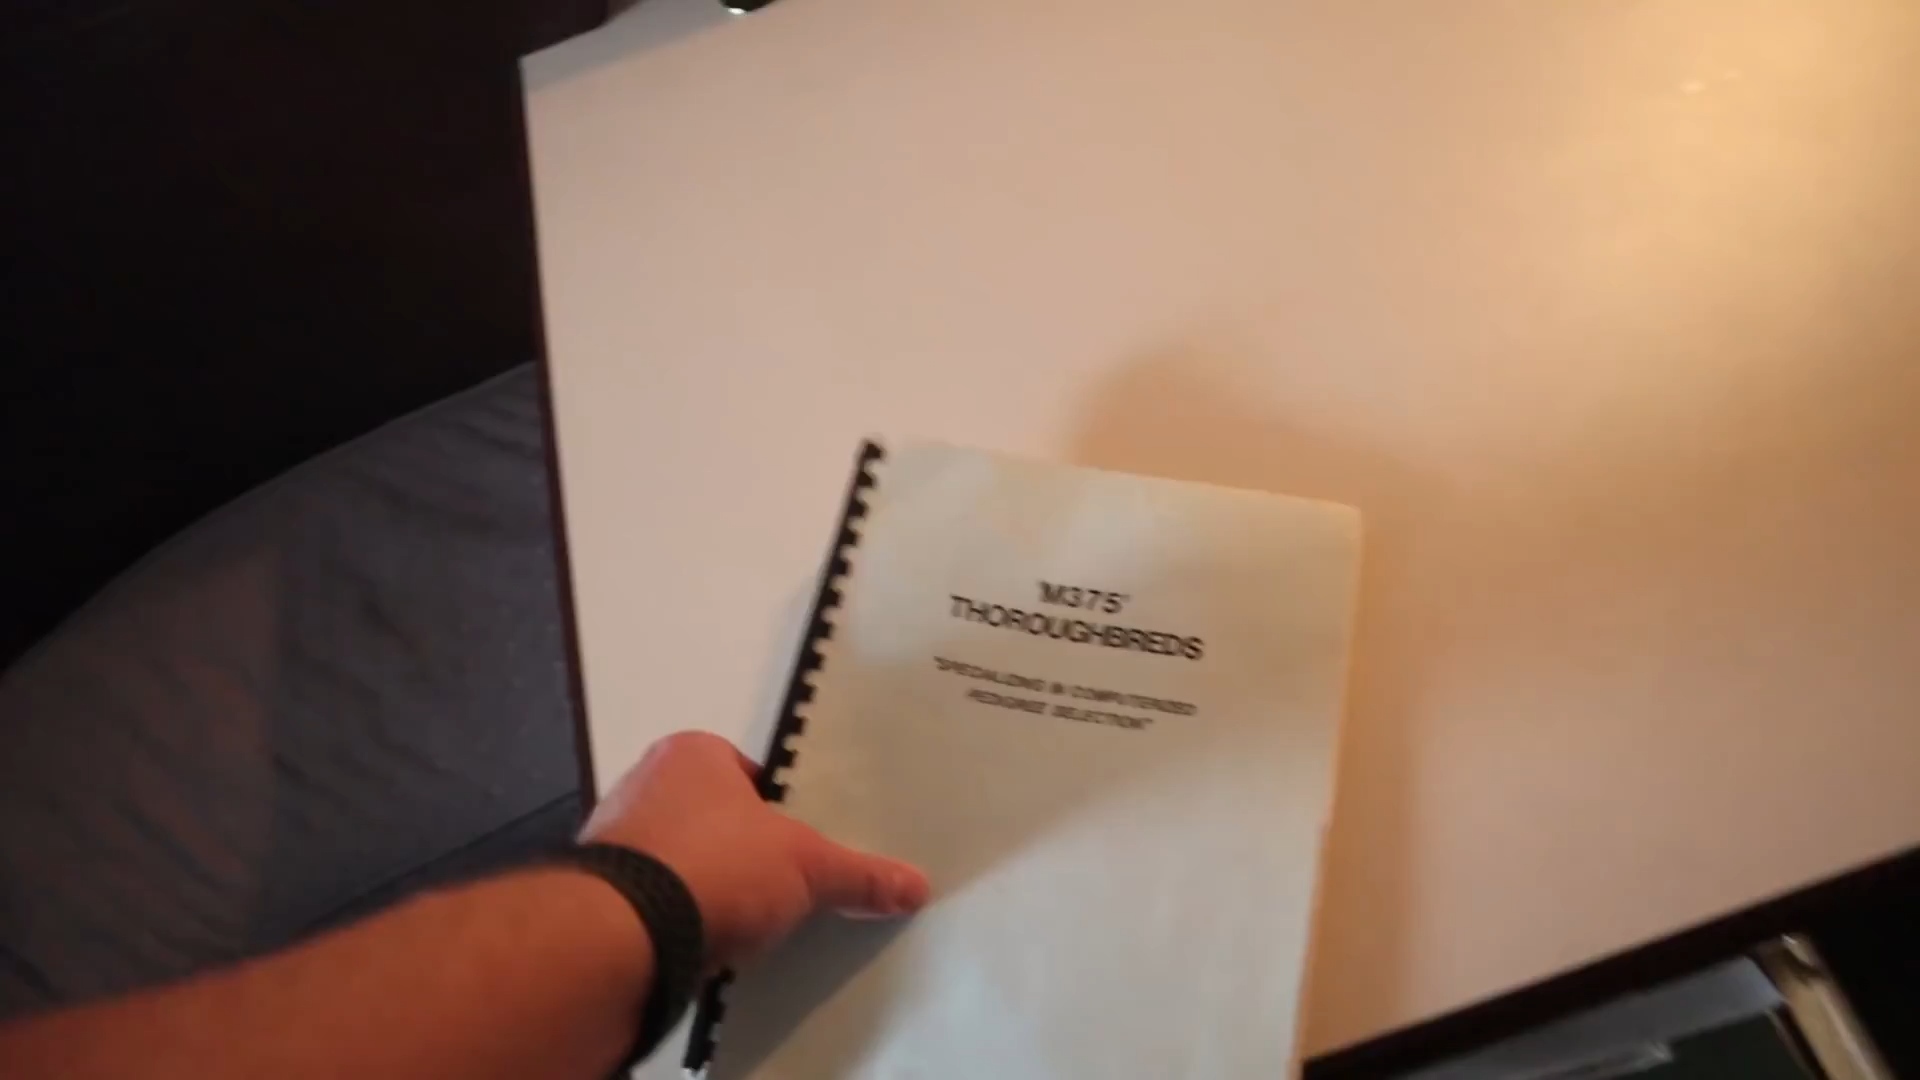 'M375'
THOROUGHBREDS
"SPECIALIZING IN COMPUTERIZED
PEDIGREE SELECTION"